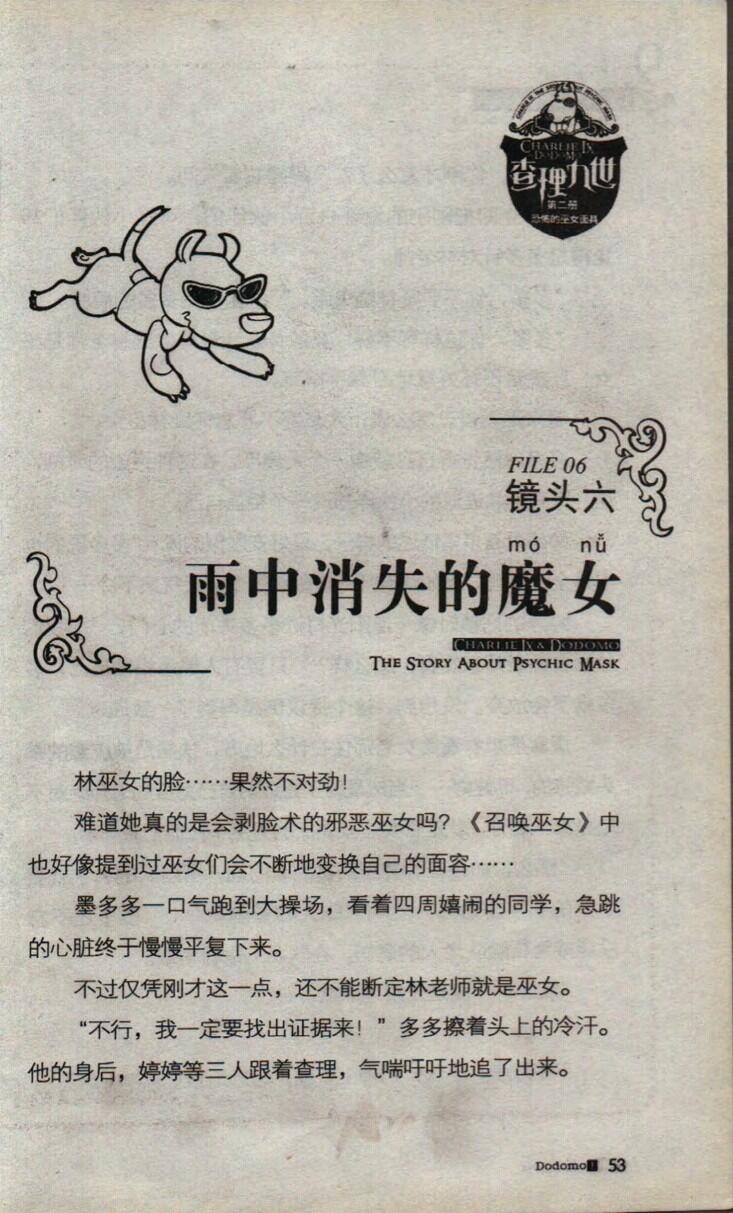 CHARLIE IX
DODOMO
查理九世
第二册
恐怖的巫女面具
FILE 06
镜头六
mó nǚ
雨中消失的魔女
CHARLIE IX & DODOMO
THE STORY ABOUT PSYCHIC MASK
林巫女的脸……果然不对劲！
难道她真的是会剥脸术的邪恶巫女吗？《召唤巫女》中
也好像提到过巫女们会不断地变换自己的面容……
墨多多一口气跑到大操场，看着四周嬉闹的同学，急跳
的心脏终于慢慢平复下来。
不过仅凭刚才这一点，还不能断定林老师就是巫女。
“不行，我一定要找出证据来！”多多擦着头上的冷汗。
他的身后，婷婷等三人跟着查理，气喘吁吁地追了出来。
Dodomo 53